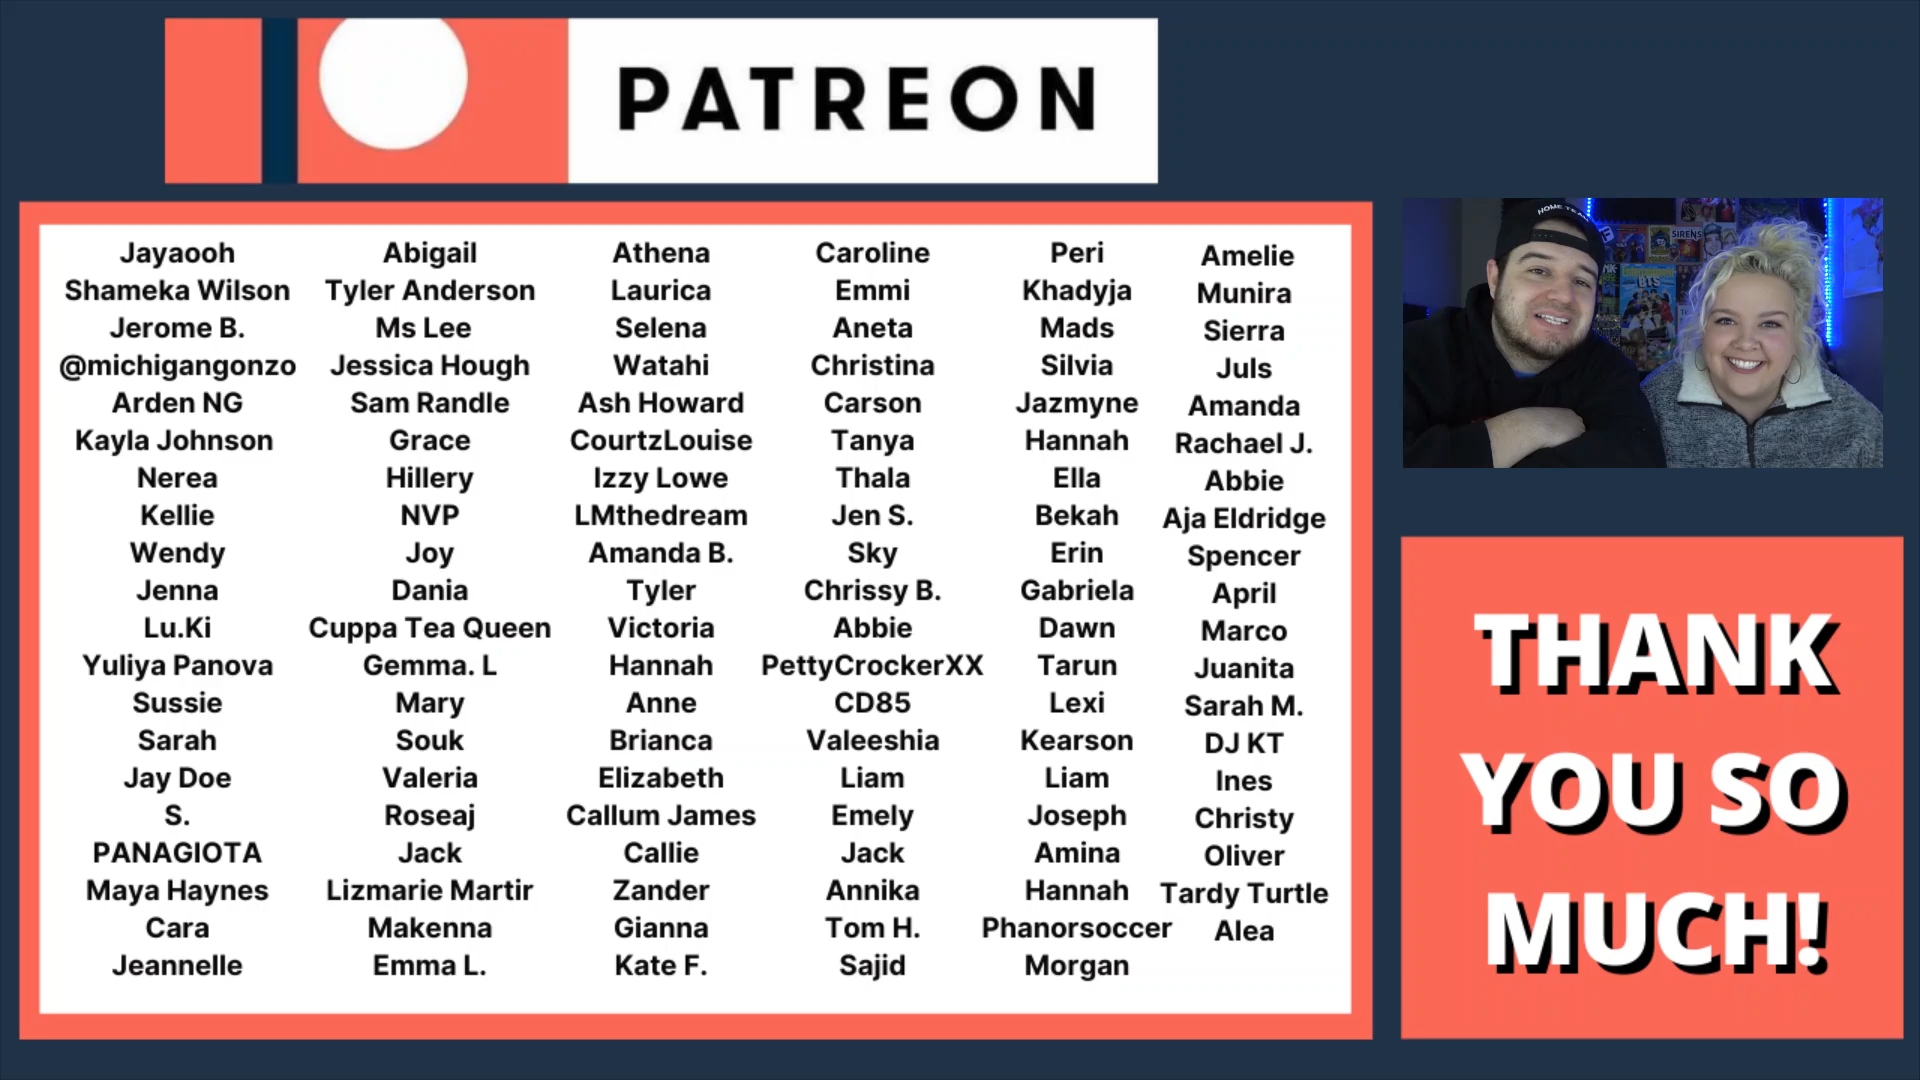 PATREON
Jayaooh
Shameka Wilson
Jerome B.
@michigangonzo
Arden NG
Kayla Johnson
Nerea
Kellie
Wendy
Jenna
Lu.Ki
Yuliya Panova
Sussie
Sarah
Jay Doe
S.
PANAGIOTA
Maya Haynes
Cara
Jeannelle
Abigail
Tyler Anderson
Ms Lee
Jessica Hough
Sam Randle
Grace
Hillery
NVP
Joy
Dania
Cuppa Tea Queen
Gemma. L
Mary
Souk
Valeria
Roseaj
Jack
Lizmarie Martir
Makenna
Emma L.
Athena
Laurica
Selena
Watahi
Ash Howard
CourtzLouise
Izzy Lowe
LMthedream
Amanda B.
Tyler
Victoria
Hannah
Anne
Brianca
Elizabeth
Callum James
Callie
Zander
Gianna
Kate F.
Caroline
Emmi
Aneta
Christina
Carson
Tanya
Thala
Jen S.
Sky
Chrissy B.
Abbie
PettyCrockerXX
CD85
Valeeshia
Liam
Emely
Jack
Annika
Tom H.
Sajid
Peri
Khadyja
Mads
Silvia
Jazmyne
Hannah
Ella
Bekah
Erin
Gabriela
Dawn
Tarun
Lexi
Kearson
Liam
Joseph
Amina
Hannah
Phanorsoccer
Morgan
Amelie
Munira
Sierra
Juls
Amanda
Rachael J.
Abbie
Aja Eldridge
Spencer
April
Marco
Juanita
Sarah M.
DJ KT
Ines
Christy
Oliver
Tardy Turtle
Alea
HOME TEAM
SIRENS
BTS
THANK
YOU SO
MUCH!